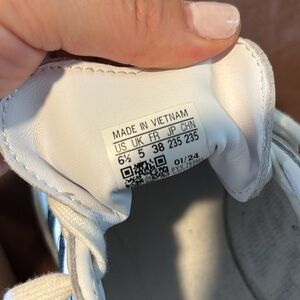 MADE IN VIETNAM
US UK FR JP CHN
6½ 5 38 235 235
01/24